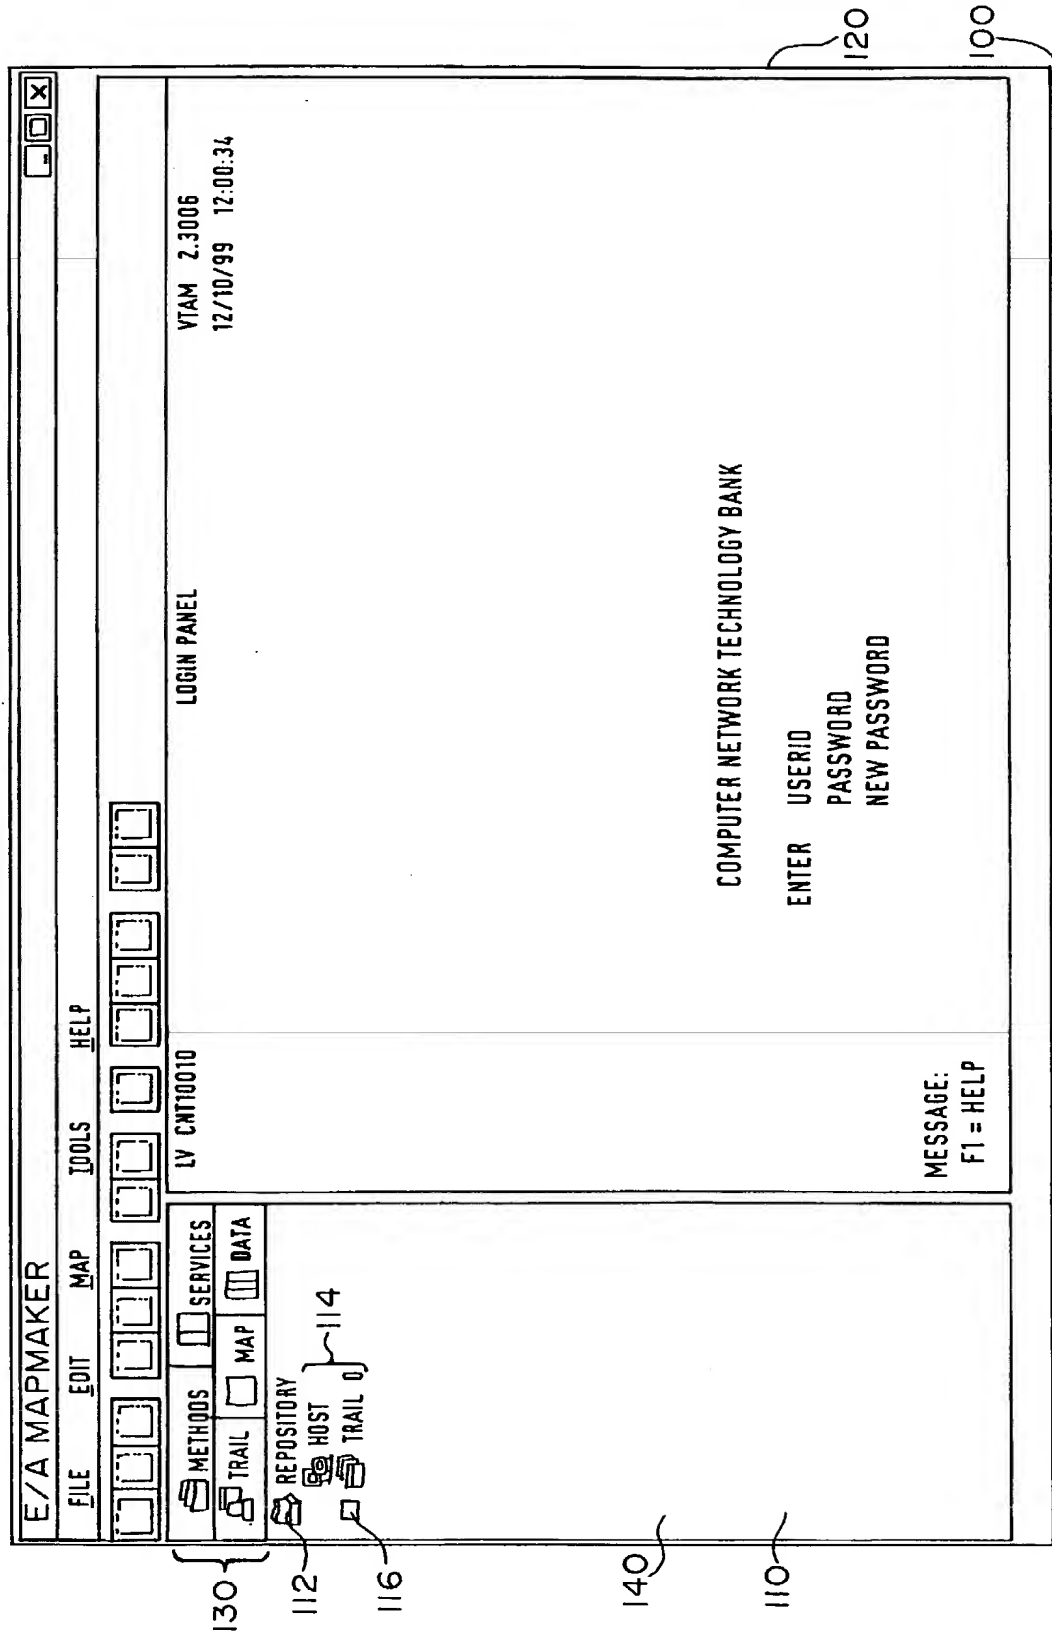 E/A MAPMAKER
FILE EDIT MAP TOOLS HELP
METHODS SERVICES
TRAIL MAP DATA
REPOSITORY
HOST
TRAIL 0
LV CNT10010
LOGIN PANEL
VTAM 2.3006
12/10/99 12:00:34
COMPUTER NETWORK TECHNOLOGY BANK
ENTER USERID
PASSWORD
NEW PASSWORD
MESSAGE:
F1 = HELP
130
112
116
114
140
110
120
100